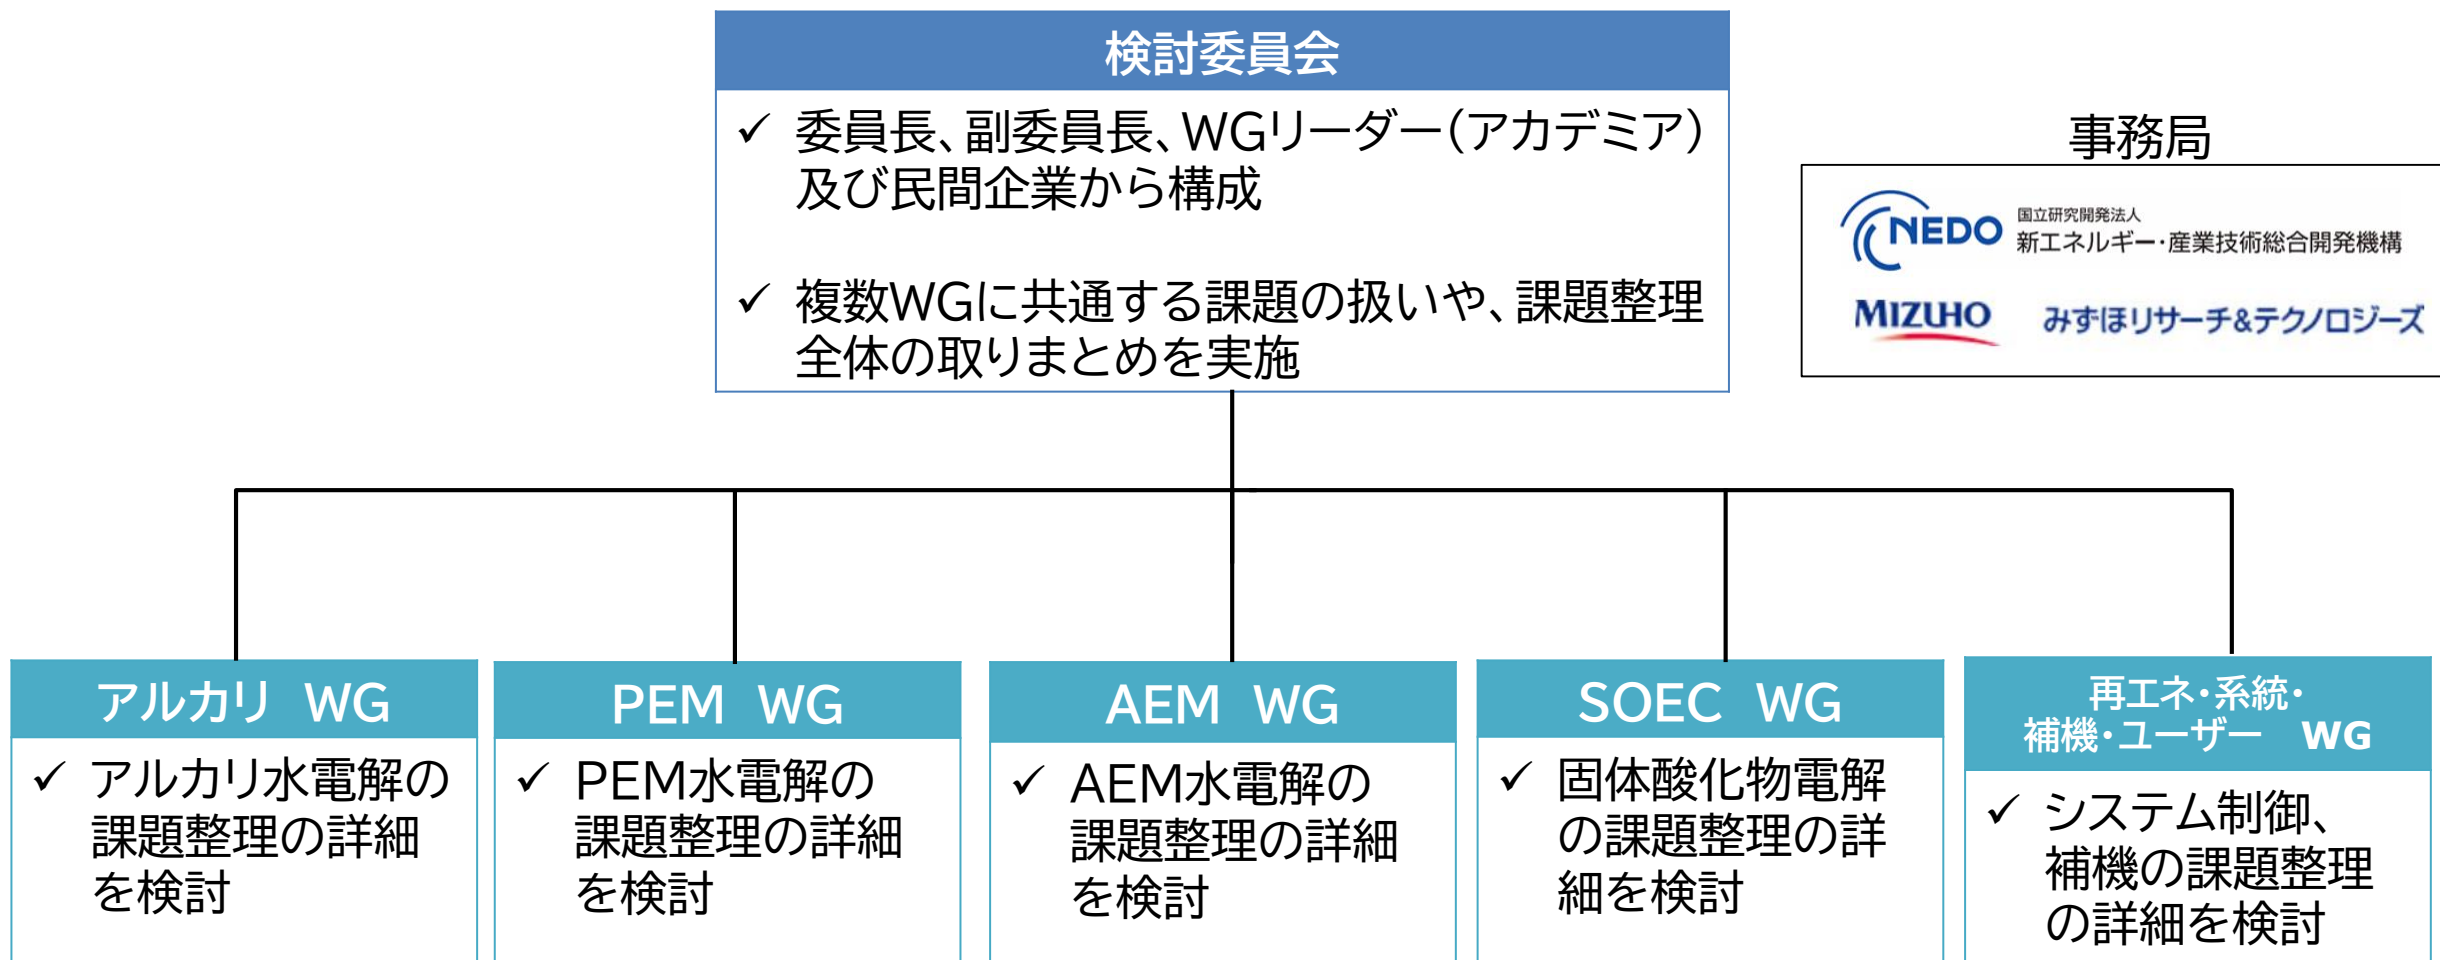 検討委員会
✓ 委員長、副委員長、WGリーダー(アカデミア)
及び民間企業から構成
✓ 複数WGに共通する課題の扱いや、課題整理
全体の取りまとめを実施
事務局
NEDO 国立研究開発法人
新エネルギー・産業技術総合開発機構
MIZUHO みずほリサーチ&テクノロジーズ
アルカリ WG
✓ アルカリ水電解の
課題整理の詳細
を検討
PEM WG
✓ PEM水電解の
課題整理の詳細
を検討
AEM WG
✓ AEM水電解の
課題整理の詳細
を検討
SOEC WG
✓ 固体酸化物電解
の課題整理の詳
細を検討
再エネ・系統・
補機・ユーザー WG
✓ システム制御、
補機の課題整理
の詳細を検討